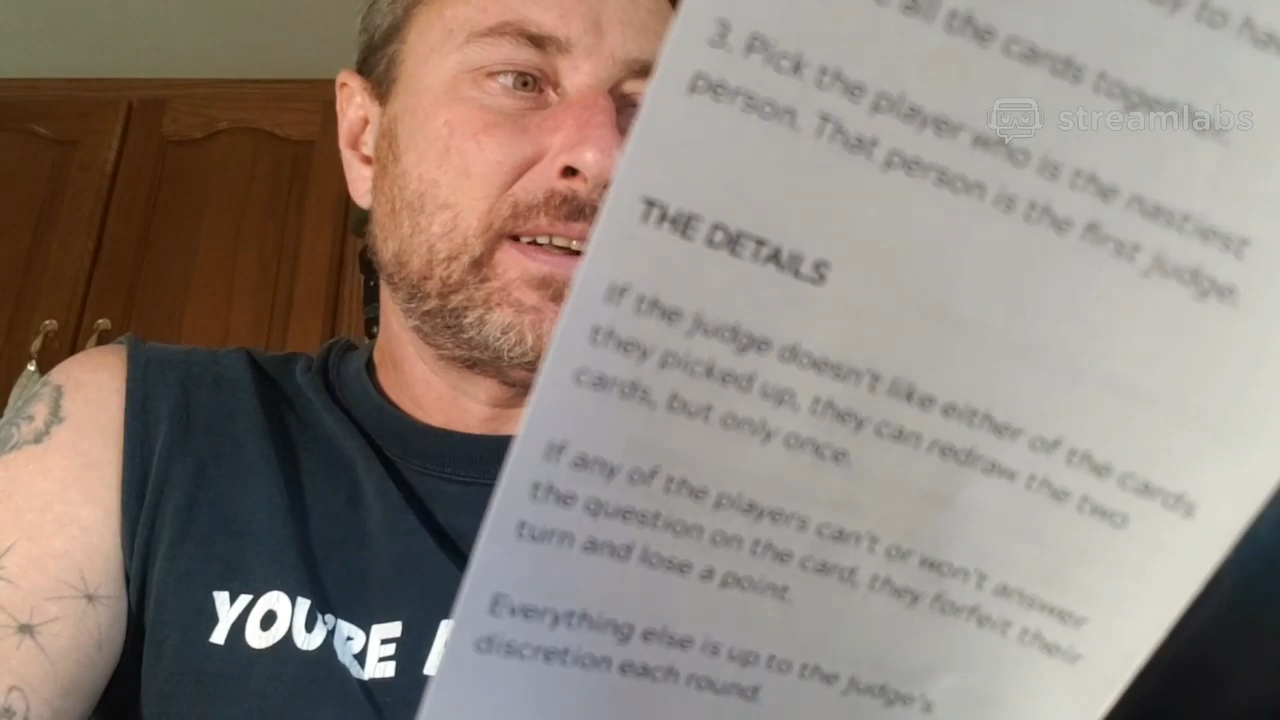 to
all the cards together.
3. Pick the player who is the nastiest
person. That person is the first judge.
streamlabs
THE DETAILS
If the judge doesn't like either of the cards
they picked up, they can redraw the two
cards, but only once.
If any of the players can't or won't answer
the question on the card, they forfeit their
turn and lose a point.
Everything else is up to the judge's
discretion each round.
YOU'RE